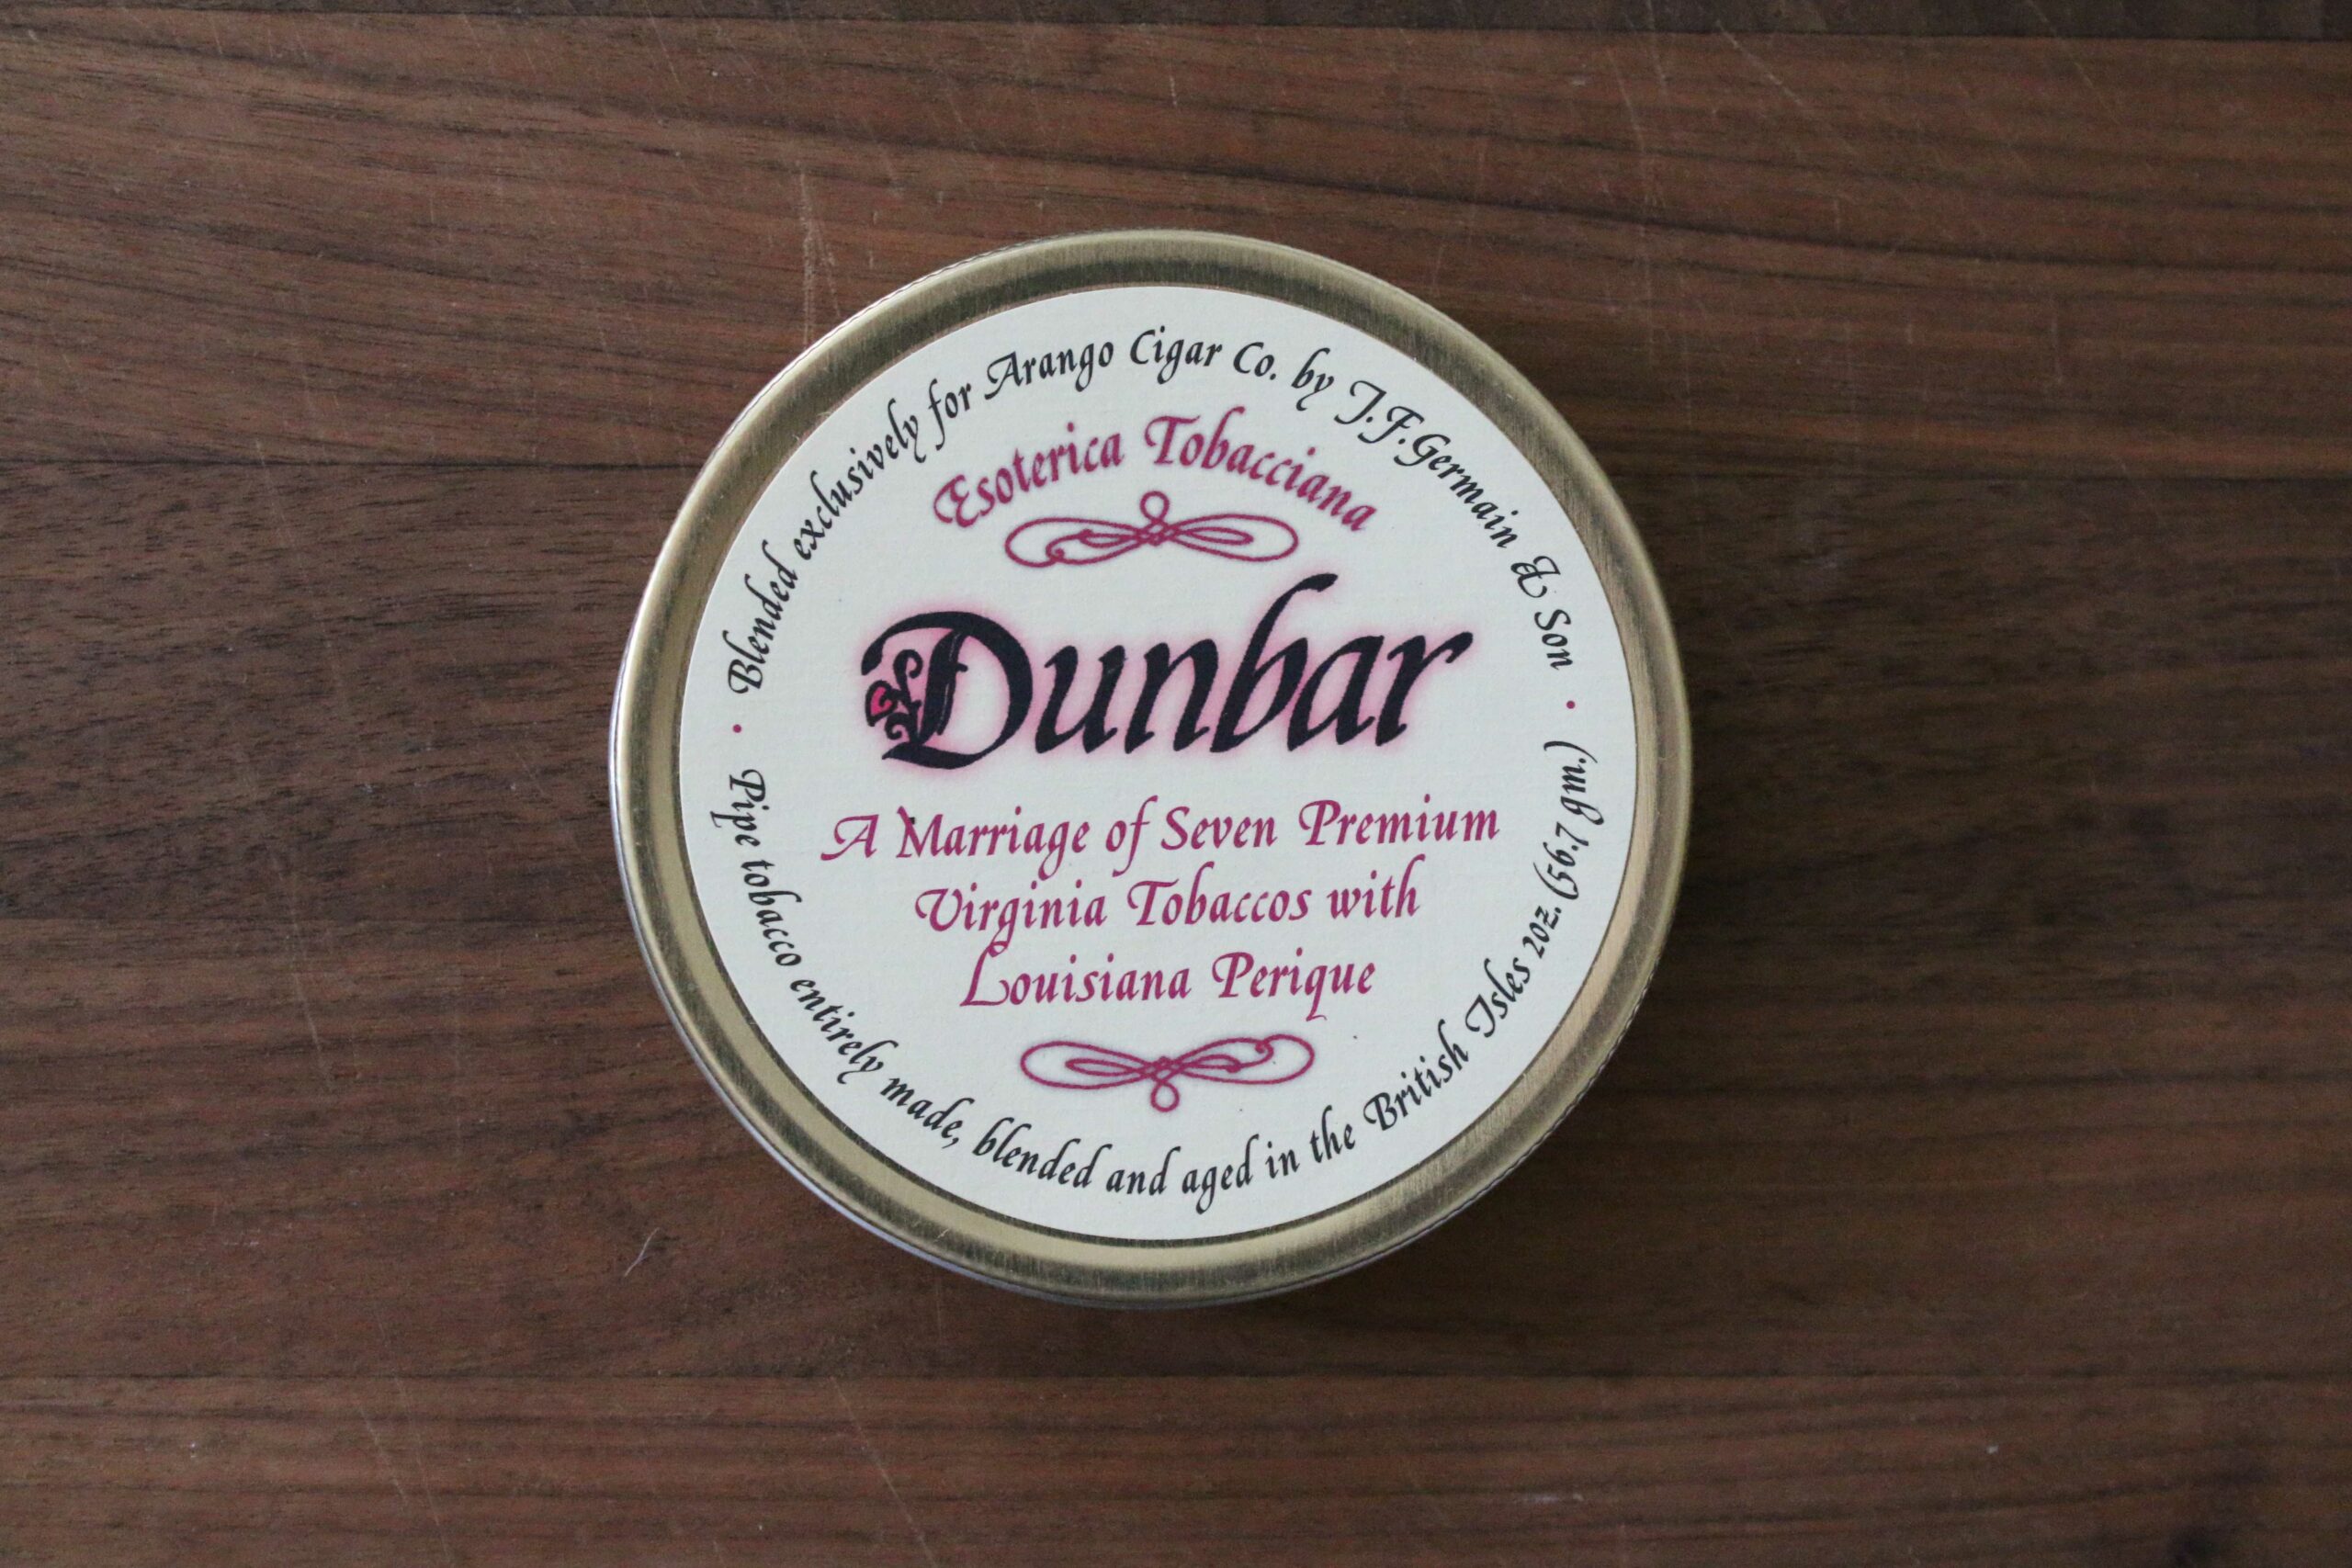 Blended exclusively for Arango Cigar Co. by J.F.Germain & Son
Esoterica Tobacciana
Dunbar
A Marriage of Seven Premium
Virginia Tobaccos with
Louisiana Perique
Pipe tobacco entirely made, blended and aged in the British Isles 2oz. (56.7 gm.)